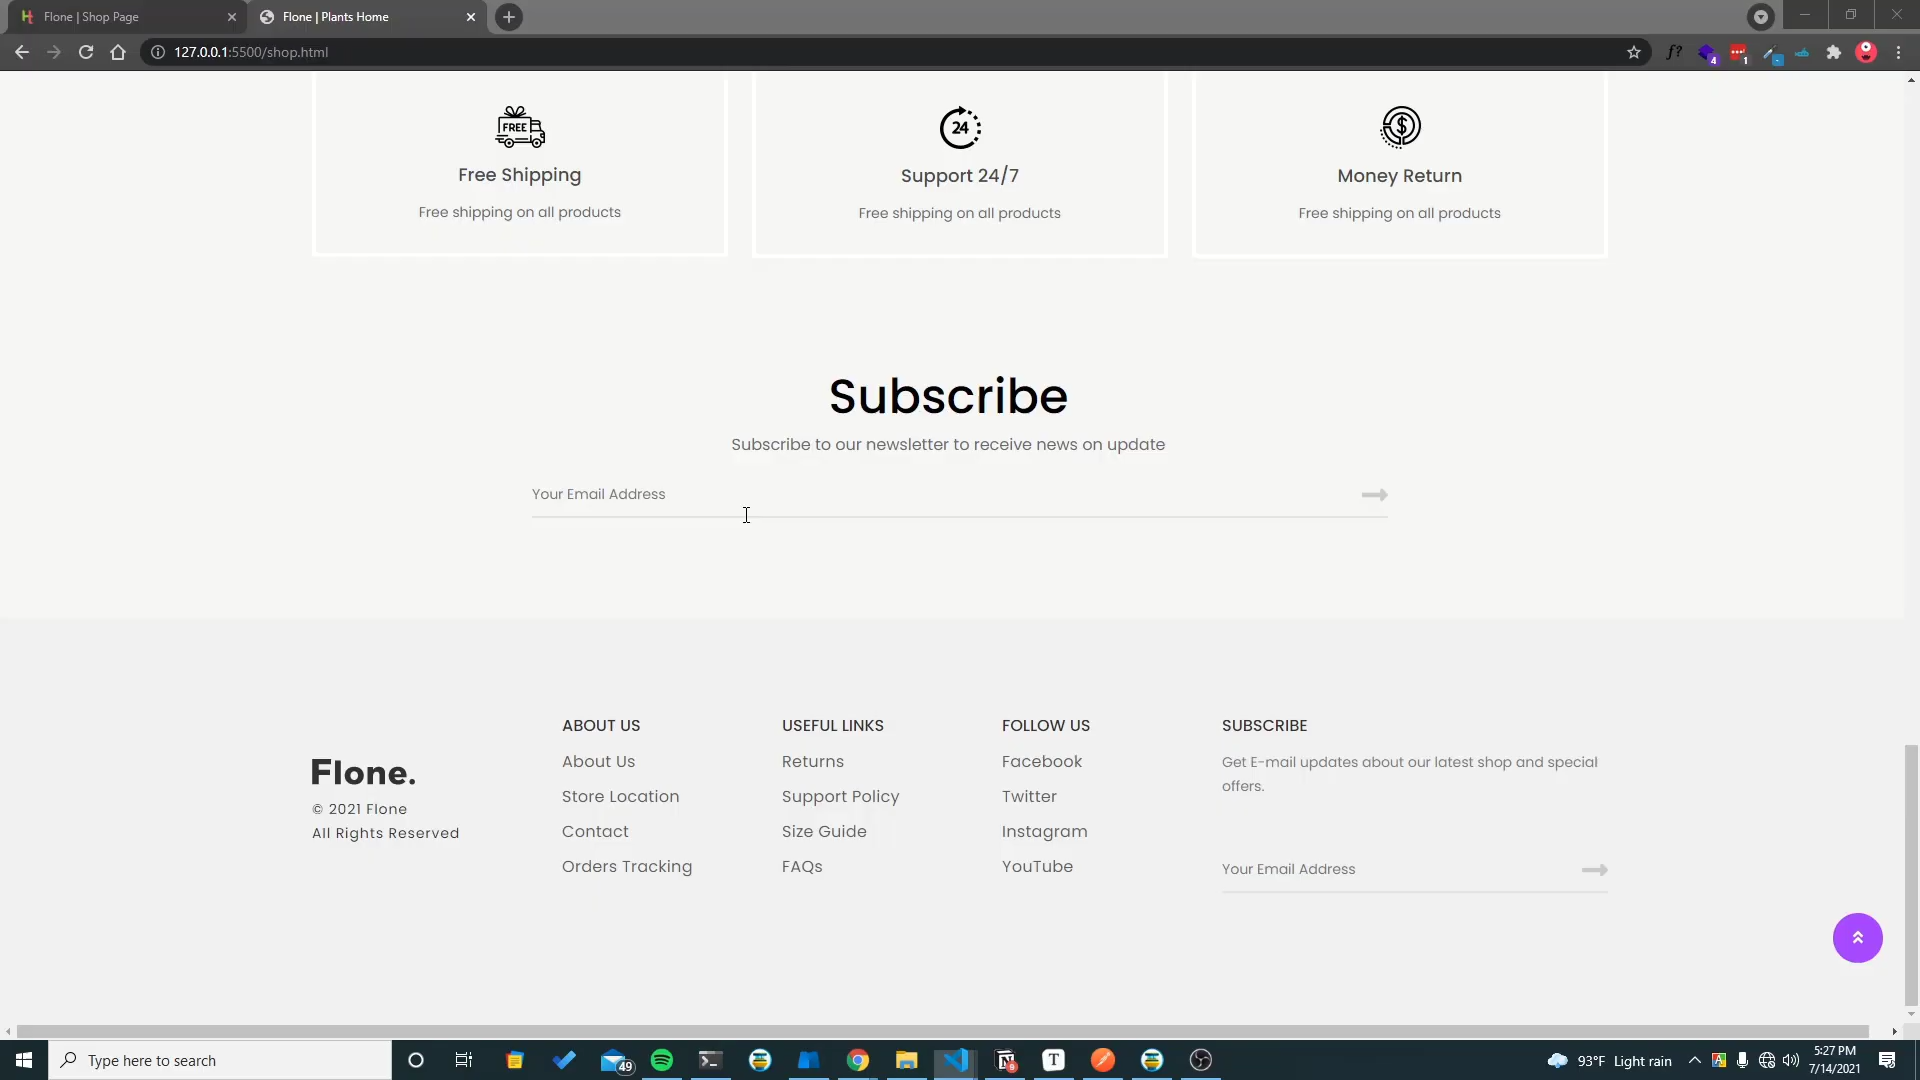 Flone | Shop Page
Flone | Plants Home
127.0.0.1:5500/shop.html
f?
4
1
FREE
24
$
Free Shipping
Support 24/7
Money Return
Free shipping on all products
Free shipping on all products
Free shipping on all products
Subscribe
Subscribe to our newsletter to receive news on update
Your Email Address
Flone.
© 2021 Flone
All Rights Reserved
ABOUT US
About Us
Store Location
Contact
Orders Tracking
USEFUL LINKS
Returns
Support Policy
Size Guide
FAQs
FOLLOW US
Facebook
Twitter
Instagram
YouTube
SUBSCRIBE
Get E-mail updates about our latest shop and special
offers.
Your Email Address
Type here to search
49
T
93°F Light rain
5:27 PM
7/14/2021